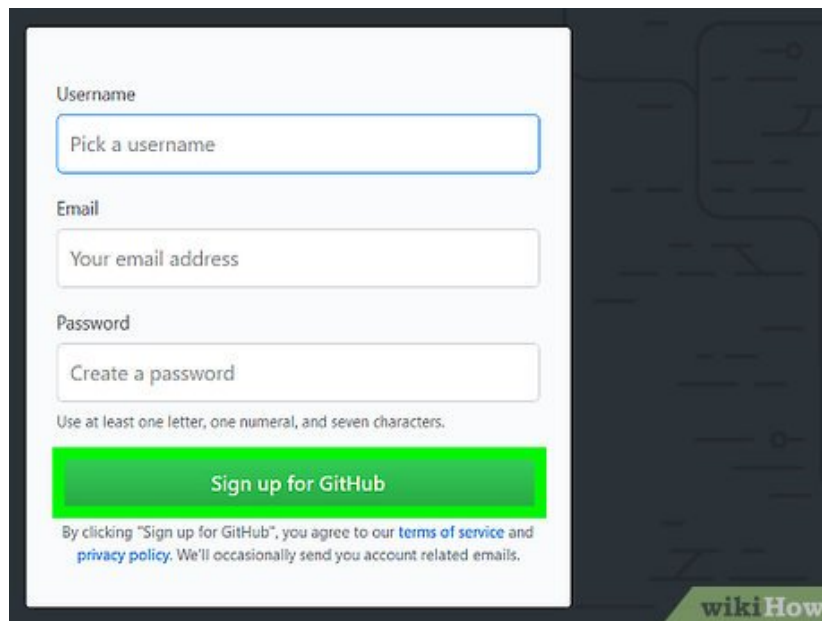 Username
Pick a username
Email
Your email address
Password
Create a password
Use at least one letter, one numeral, and seven characters.
Sign up for GitHub
By clicking "Sign up for GitHub", you agree to our terms of service and
privacy policy. We'll occasionally send you account related emails.
wikiHow